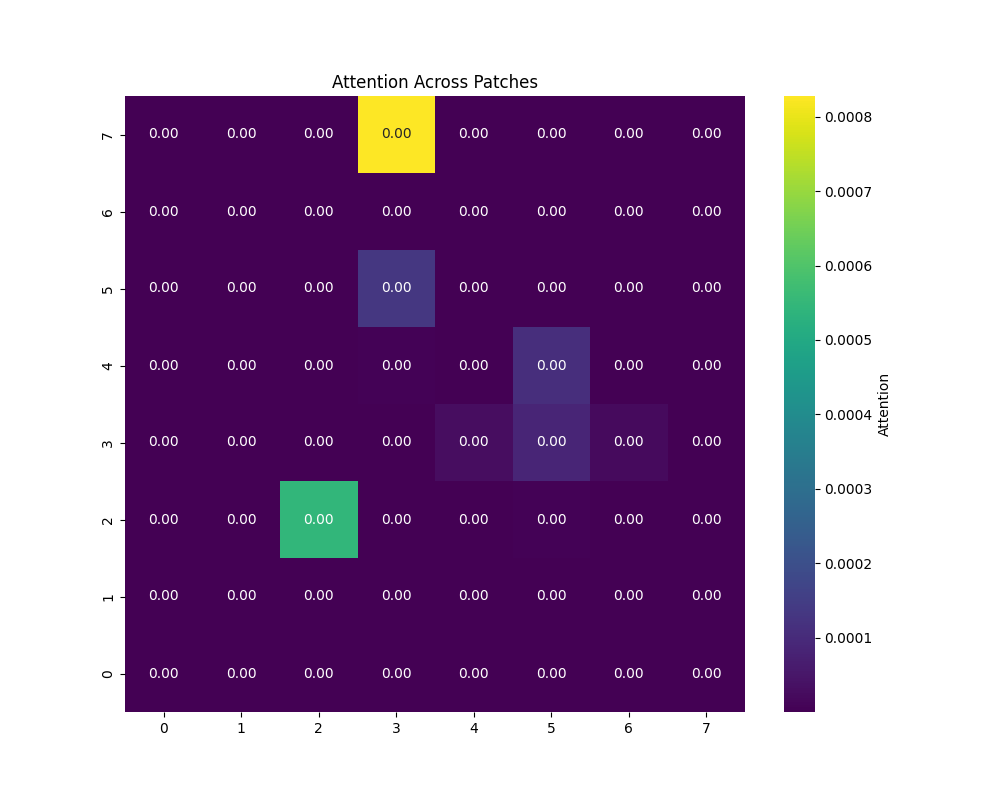 Attention Across Patches
7 0.00 0.00 0.00 0.00 0.00 0.00 0.00 0.00
6 0.00 0.00 0.00 0.00 0.00 0.00 0.00 0.00
5 0.00 0.00 0.00 0.00 0.00 0.00 0.00 0.00
4 0.00 0.00 0.00 0.00 0.00 0.00 0.00 0.00
3 0.00 0.00 0.00 0.00 0.00 0.00 0.00 0.00
2 0.00 0.00 0.00 0.00 0.00 0.00 0.00 0.00
1 0.00 0.00 0.00 0.00 0.00 0.00 0.00 0.00
0 0.00 0.00 0.00 0.00 0.00 0.00 0.00 0.00
0 1 2 3 4 5 6 7
0.0008
0.0007
0.0006
0.0005
0.0004
0.0003
0.0002
0.0001
Attention